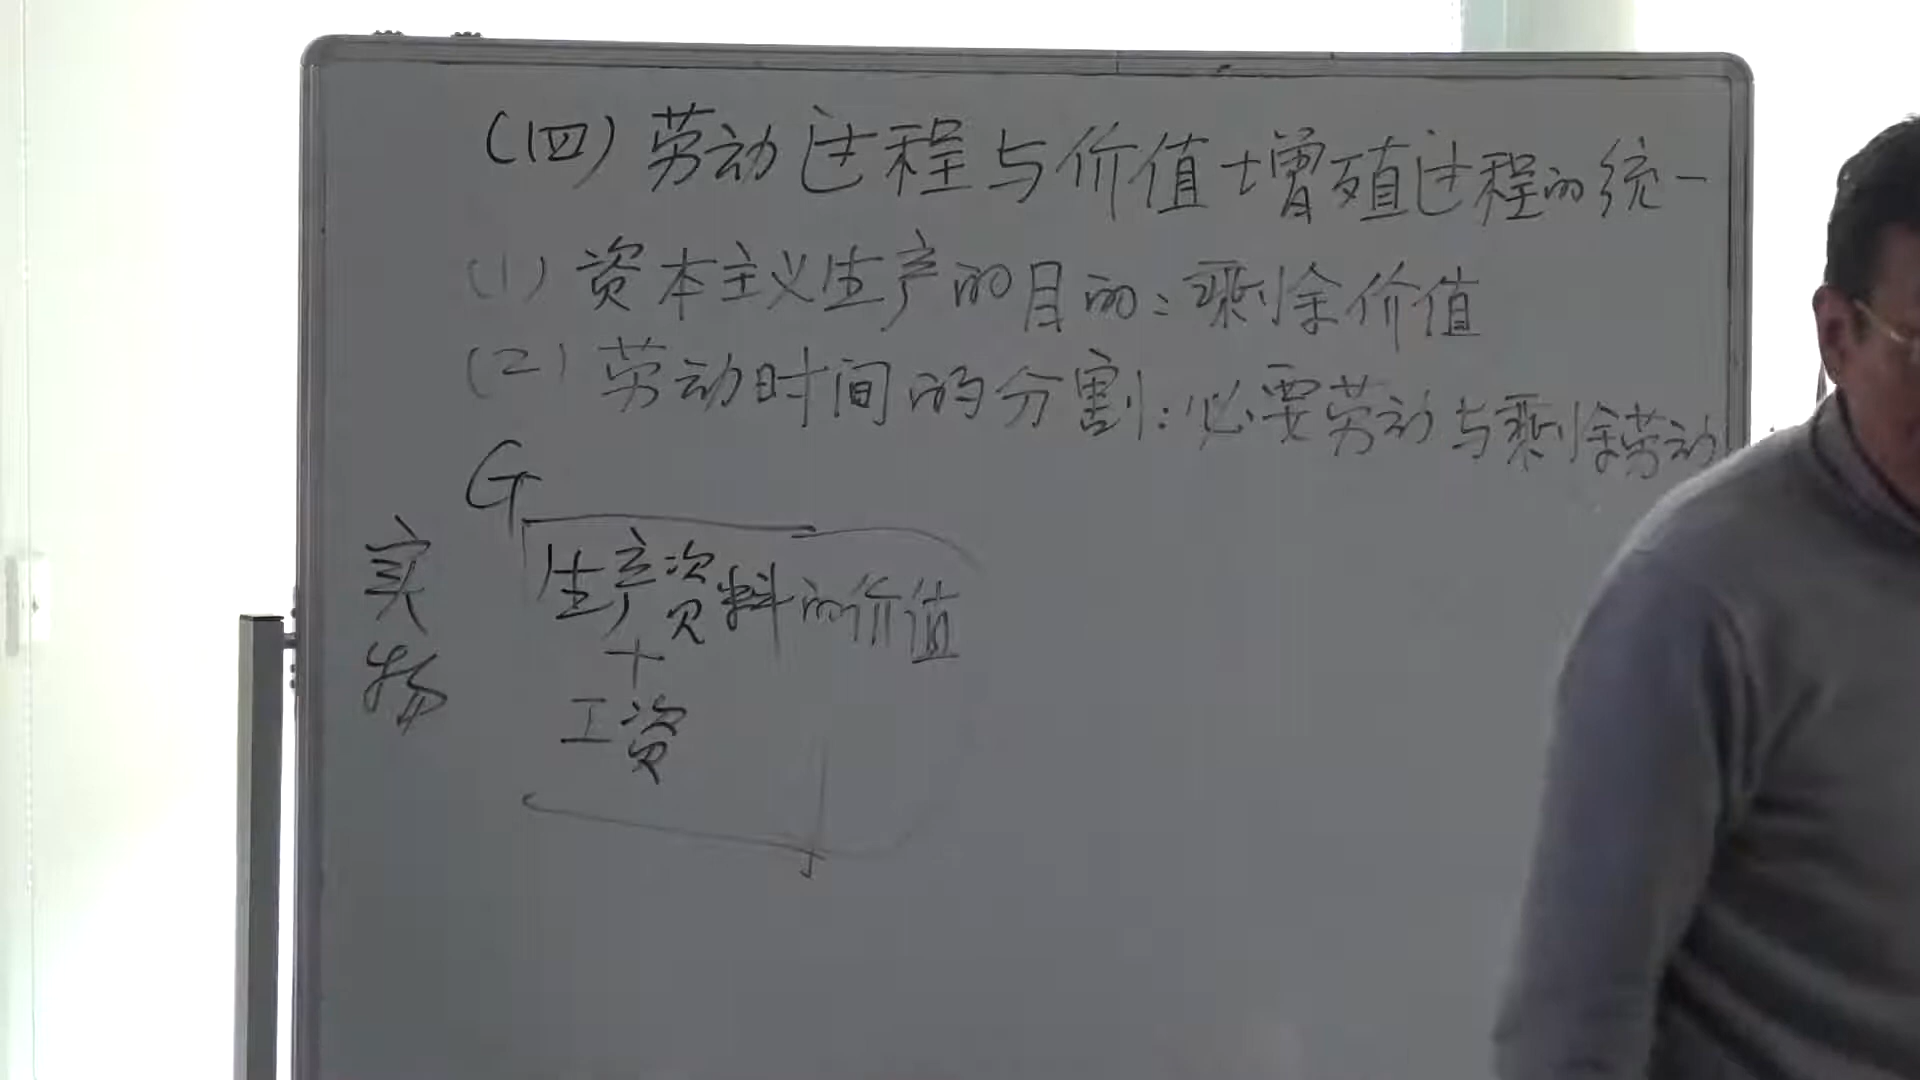 (四)劳动过程与价值增殖过程的统一
(1)资本主义生产的目的:剩余价值
(2)劳动时间的分割:必要劳动与剩余劳动
G
实物
生产资料的价值
+
工资